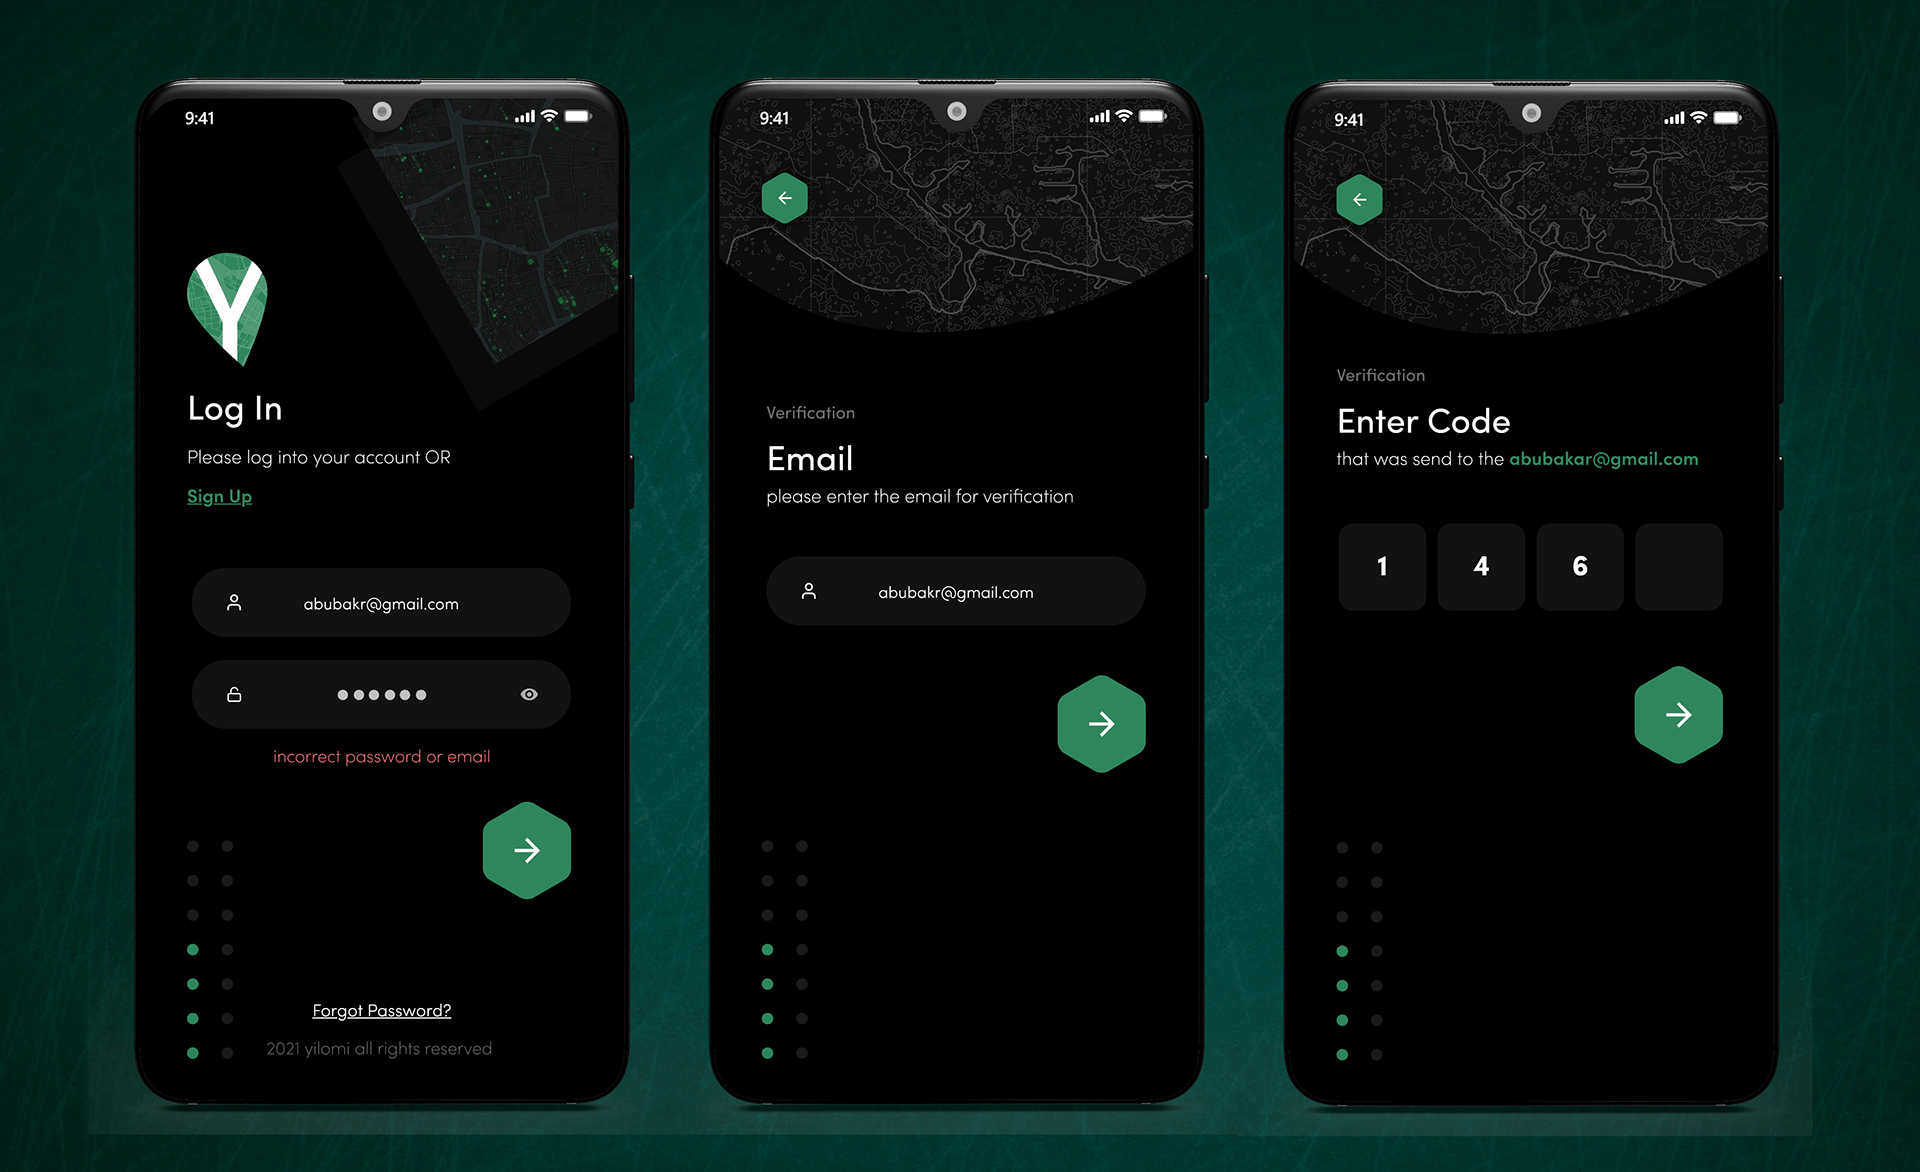 9:41
Y
Log In
Please log into your account OR
Sign Up
abubakr@gmail.com
incorrect password or email
Forgot Password?
2021 yilomi all rights reserved
9:41
Verification
Email
please enter the email for verification
abubakr@gmail.com
9:41
Verification
Enter Code
that was send to the abubakar@gmail.com
1 4 6